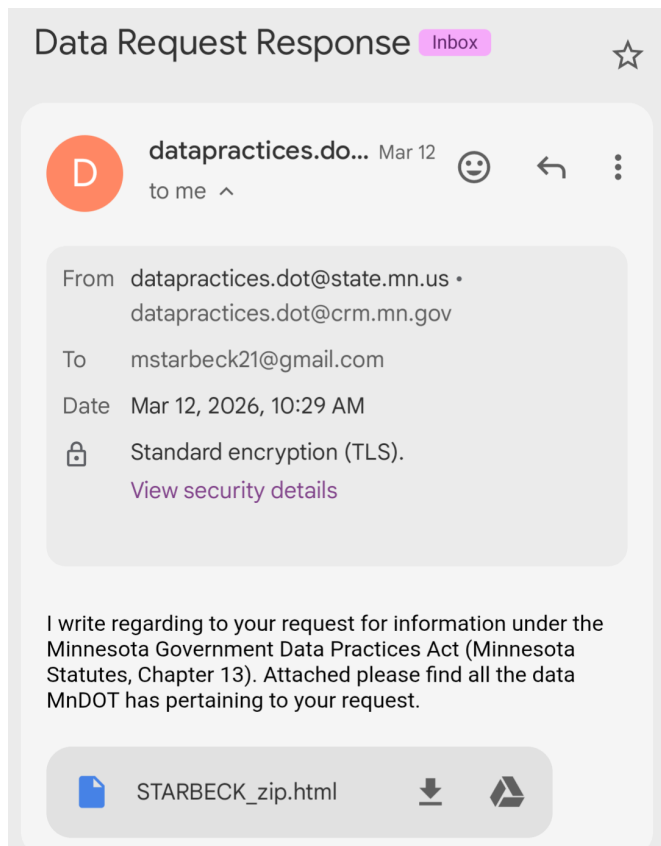 Data Request Response Inbox
D
datapractices.do... Mar 12
to me
From datapractices.dot@state.mn.us •
datapractices.dot@crm.mn.gov
To mstarbeck21@gmail.com
Date Mar 12, 2026, 10:29 AM
Standard encryption (TLS).
View security details
I write regarding to your request for information under the
Minnesota Government Data Practices Act (Minnesota
Statutes, Chapter 13). Attached please find all the data
MnDOT has pertaining to your request.
STARBECK_zip.html